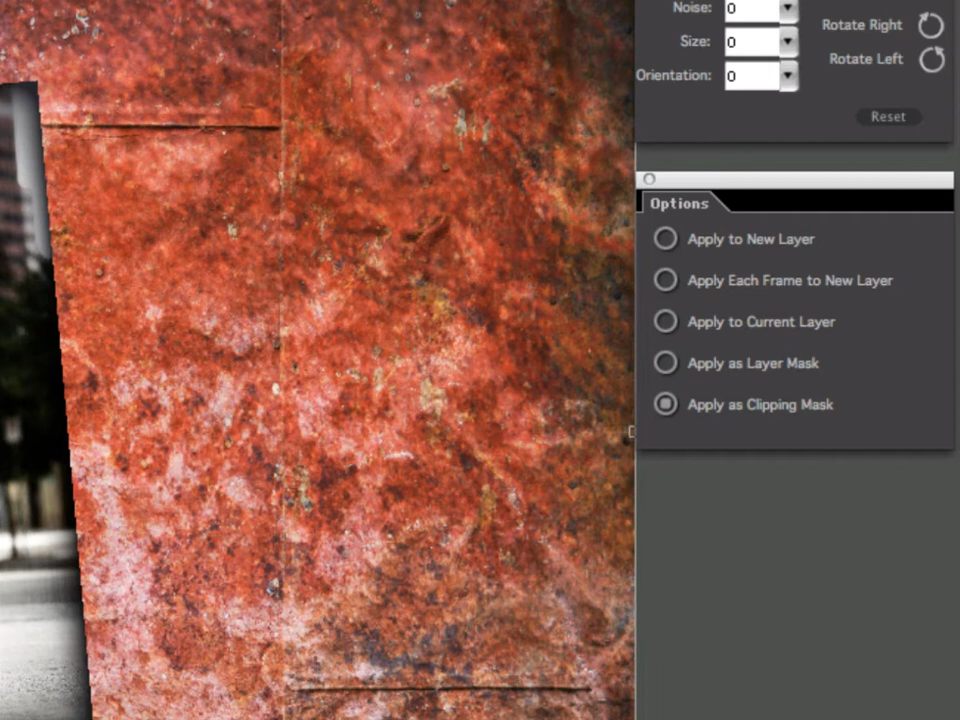 Noise: 0
Size: 0
Orientation: 0
Rotate Right
Rotate Left
Reset
Options
Apply to New Layer
Apply Each Frame to New Layer
Apply to Current Layer
Apply as Layer Mask
Apply as Clipping Mask